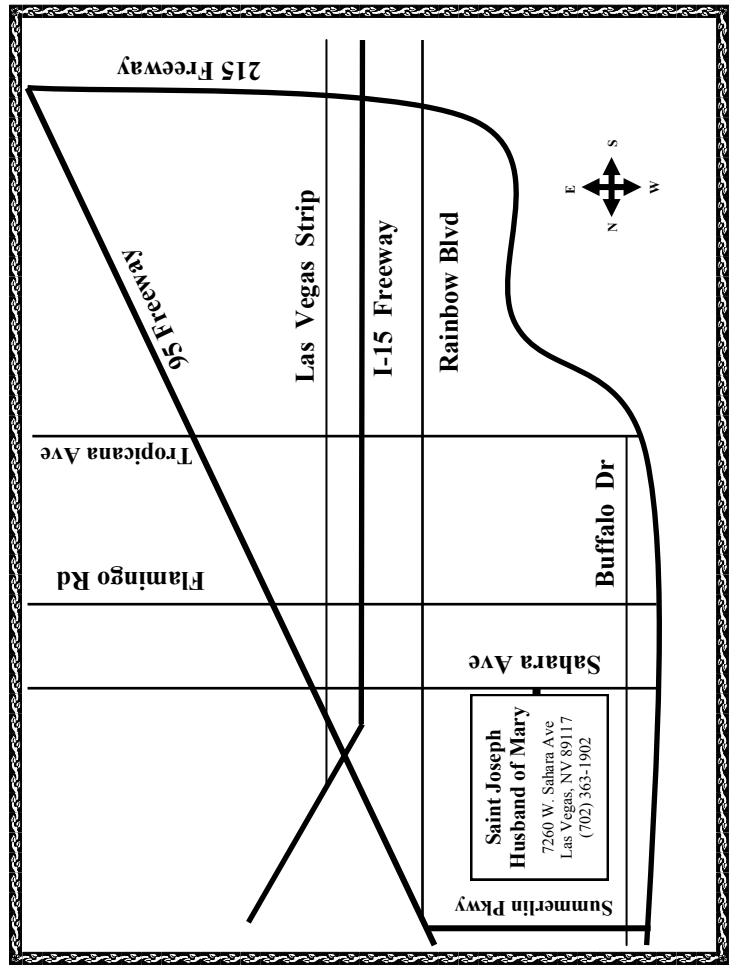 215 Freeway
95 Freeway
Las Vegas Strip
I-15 Freeway
Rainbow Blvd
E
S
N
W
Tropicana Ave
Flamingo Rd
Buffalo Dr
Sahara Ave
Saint Joseph
Husband of Mary
7260 W. Sahara Ave
Las Vegas, NV 89117
(702) 363-1902
Summerlin Pkwy